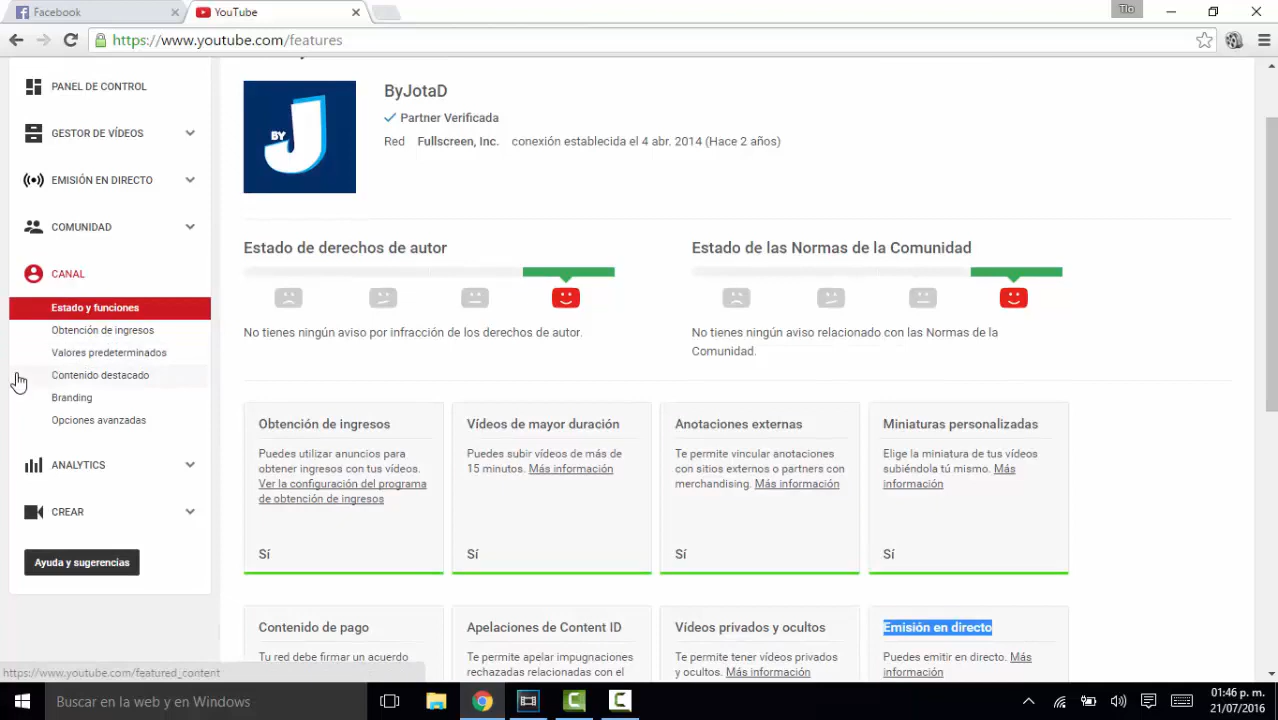 Facebook
YouTube
Tlo
https://www.youtube.com/features
PANEL DE CONTROL
GESTOR DE VÍDEOS
EMISIÓN EN DIRECTO
COMUNIDAD
CANAL
Estado y funciones
Obtención de ingresos
Valores predeterminados
Contenido destacado
Branding
Opciones avanzadas
ANALYTICS
CREAR
Ayuda y sugerencias
BY J
ByJotaD
Partner Verificada
Red Fullscreen, Inc. conexión establecida el 4 abr. 2014 (Hace 2 años)
Estado de derechos de autor
No tienes ningún aviso por infracción de los derechos de autor.
Estado de las Normas de la Comunidad
No tienes ningún aviso relacionado con las Normas de la
Comunidad.
Obtención de ingresos
Puedes utilizar anuncios para
obtener ingresos con tus vídeos.
Ver la configuración del programa
de obtención de ingresos
Sí
Vídeos de mayor duración
Puedes subir vídeos de más de
15 minutos. Más información
Sí
Anotaciones externas
Te permite vincular anotaciones
con sitios externos o partners con
merchandising. Más información
Sí
Miniaturas personalizadas
Elige la miniatura de tus vídeos
subiéndola tú mismo. Más
información
Sí
Contenido de pago
Tu red debe firmar un acuerdo
Apelaciones de Content ID
Te permite apelar impugnaciones
rechazadas relacionadas con el
Vídeos privados y ocultos
Te permite tener vídeos privados
y ocultos. Más información
Emisión en directo
Puedes emitir en directo. Más
información
https://www.youtube.com/featured_content
Buscar en la web y en Windows
01:46 p. m.
21/07/2016